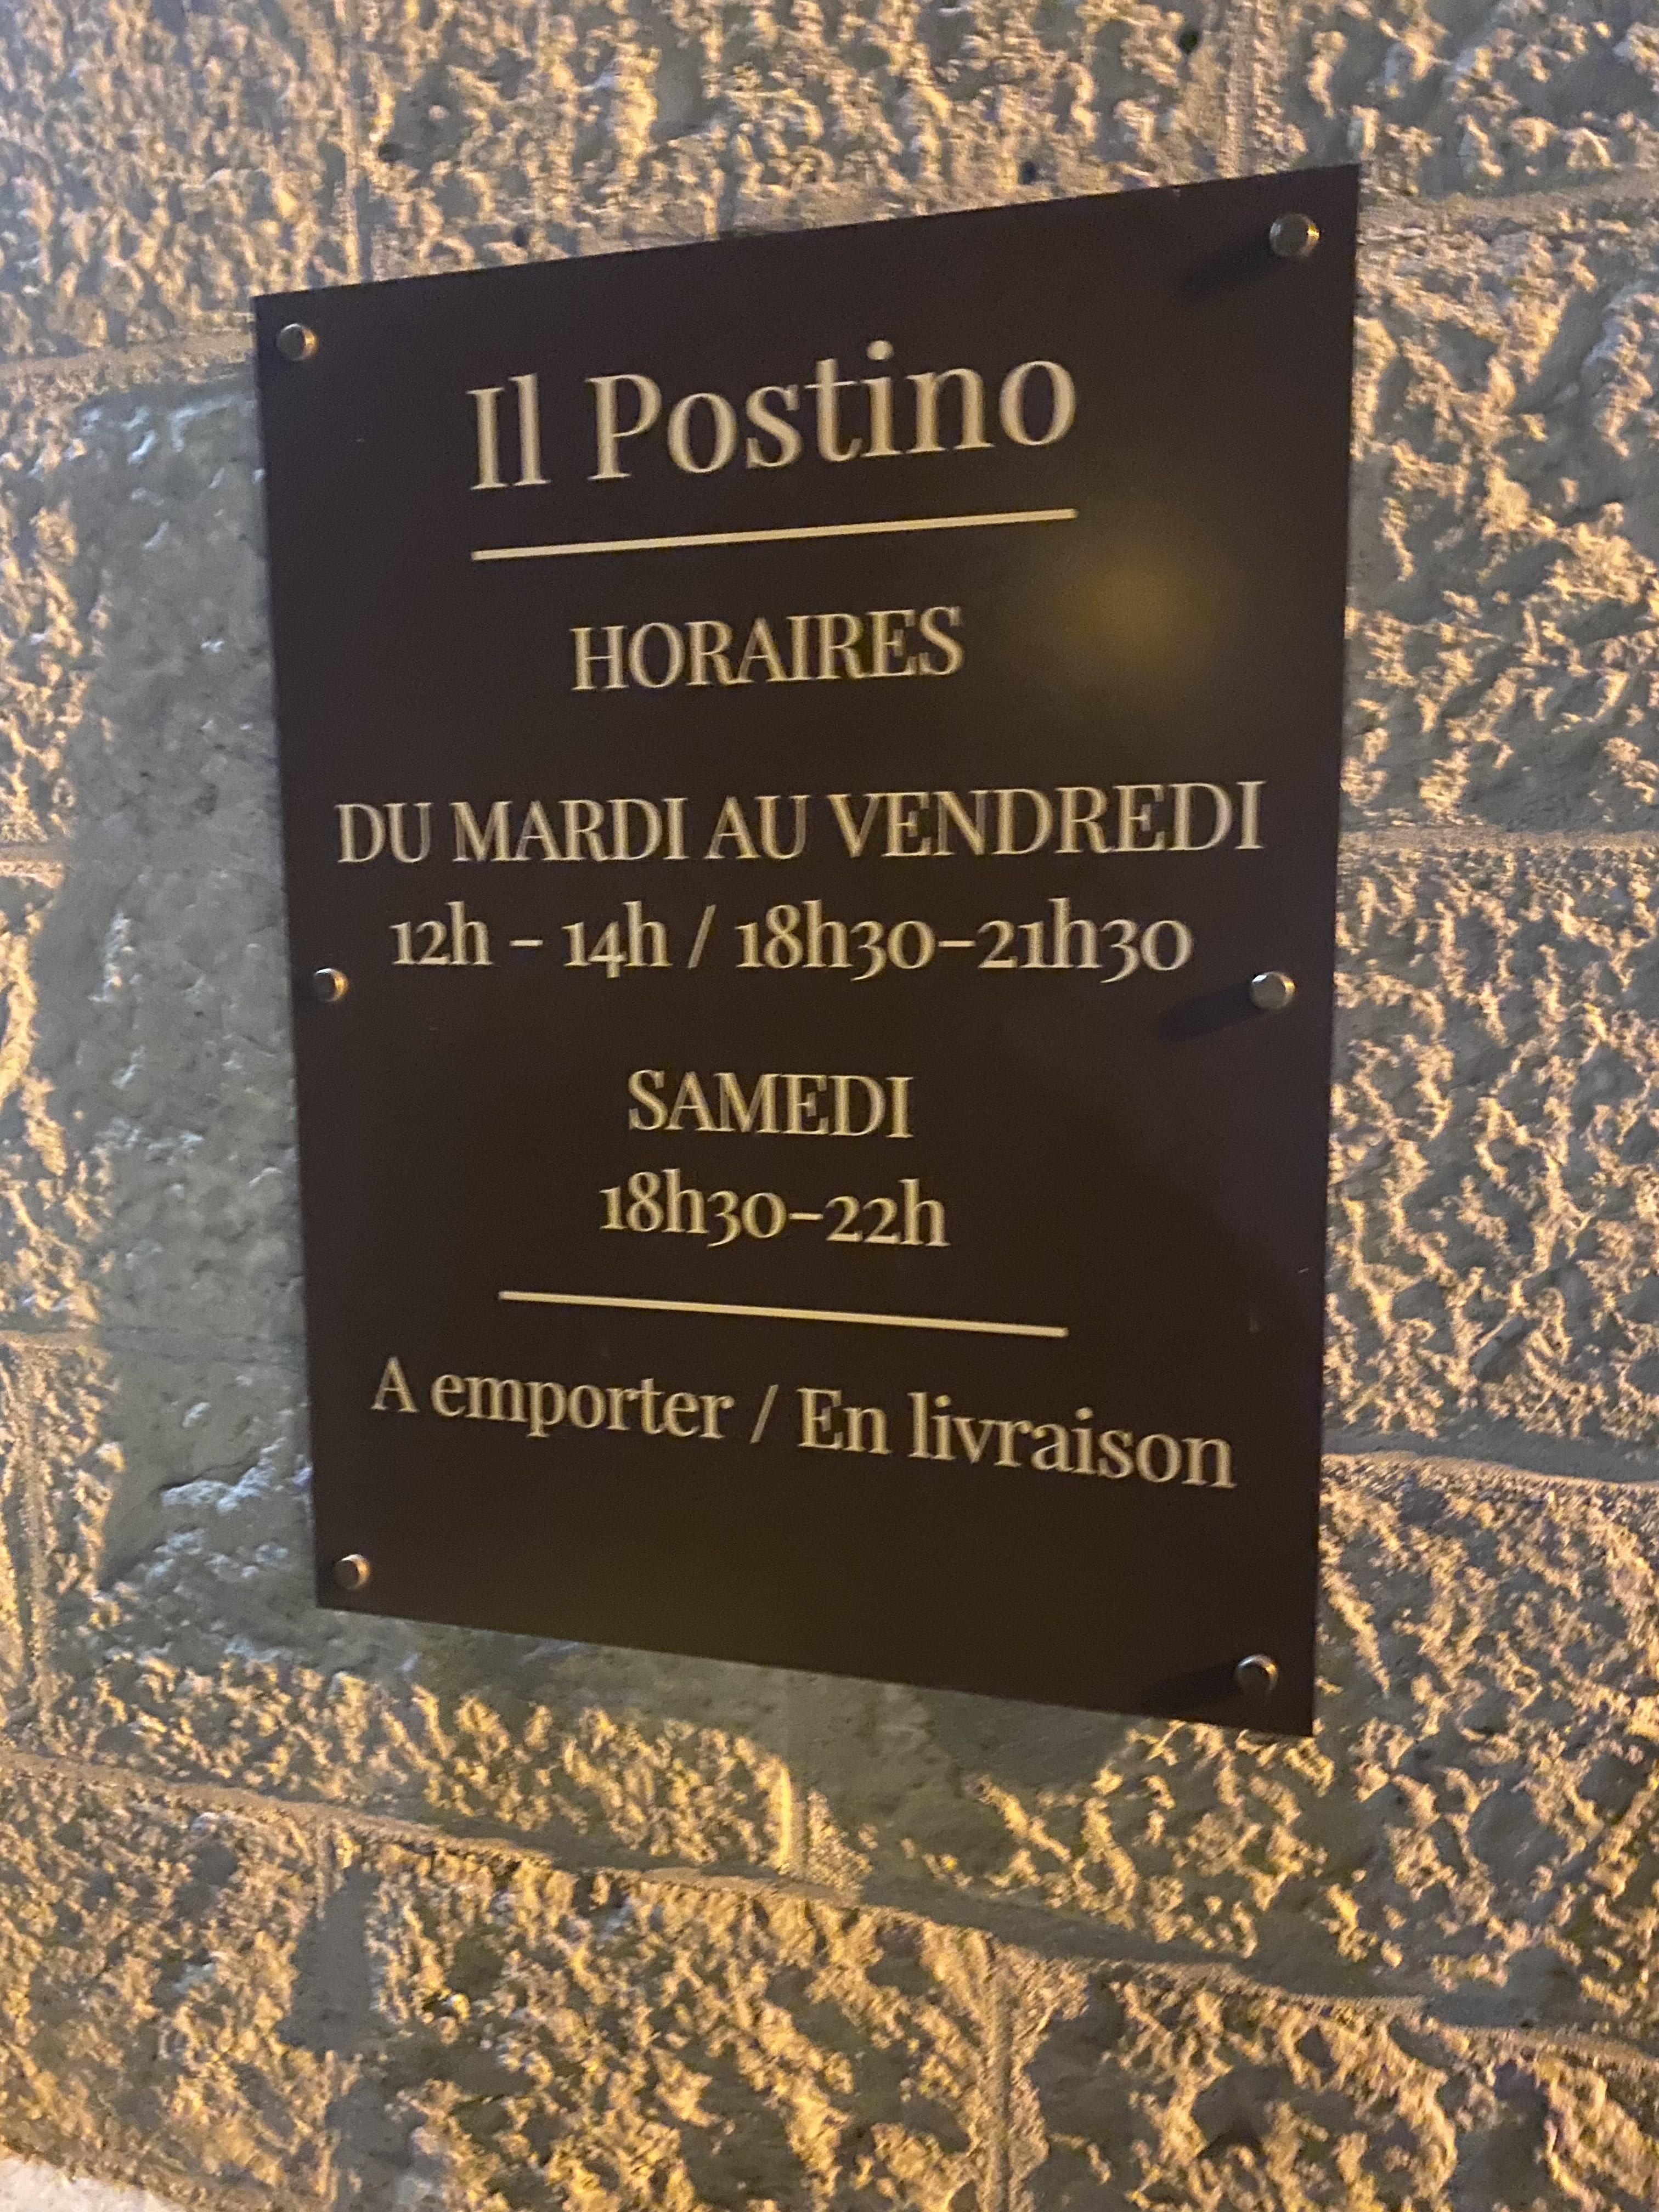 Il Postino
HORAIRES
DU MARDI AU VENDREDI
12h - 14h / 18h30-21h30
SAMEDI
18h30-22h
A emporter / En livraison